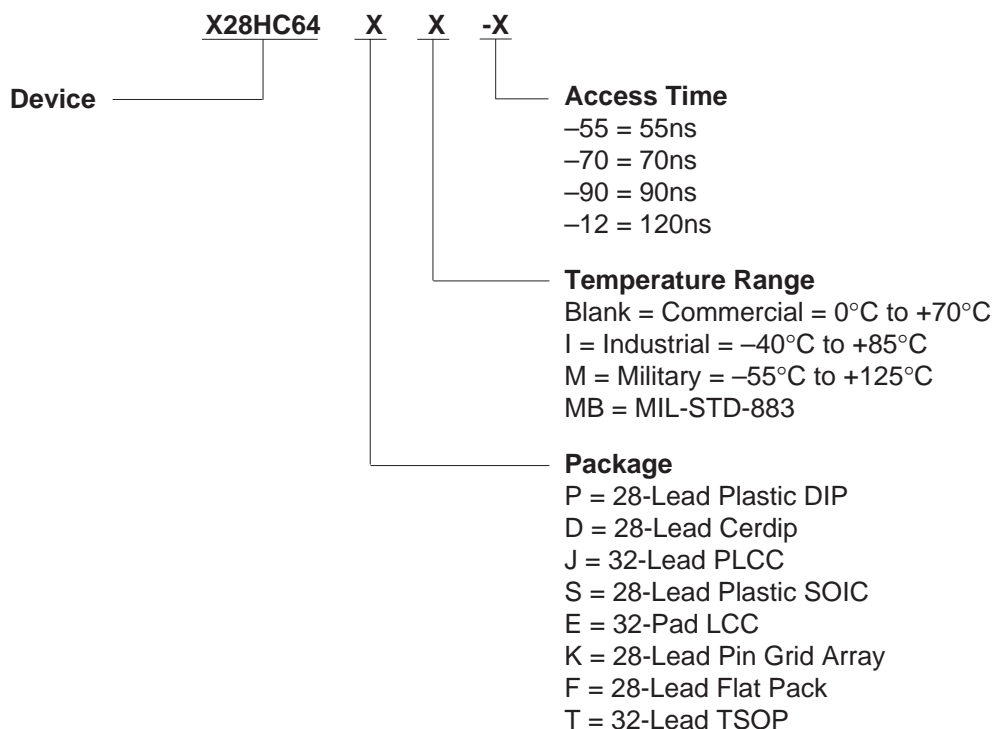 X28HC64 X X -X
Device
Access Time
–55 = 55ns
–70 = 70ns
–90 = 90ns
–12 = 120ns
Temperature Range
Blank = Commercial = 0°C to +70°C
I = Industrial = –40°C to +85°C
M = Military = –55°C to +125°C
MB = MIL-STD-883
Package
P = 28-Lead Plastic DIP
D = 28-Lead Cerdip
J = 32-Lead PLCC
S = 28-Lead Plastic SOIC
E = 32-Pad LCC
K = 28-Lead Pin Grid Array
F = 28-Lead Flat Pack
T = 32-Lead TSOP